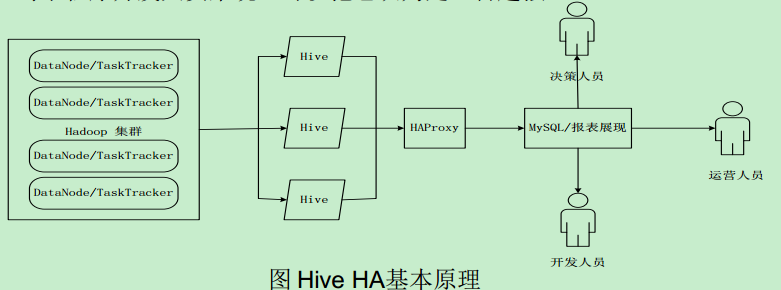 DataNode/TaskTracker
DataNode/TaskTracker
Hadoop 集群
DataNode/TaskTracker
DataNode/TaskTracker
Hive
Hive
Hive
HAProxy
MySQL/报表展现
决策人员
运营人员
开发人员
图 Hive HA基本原理